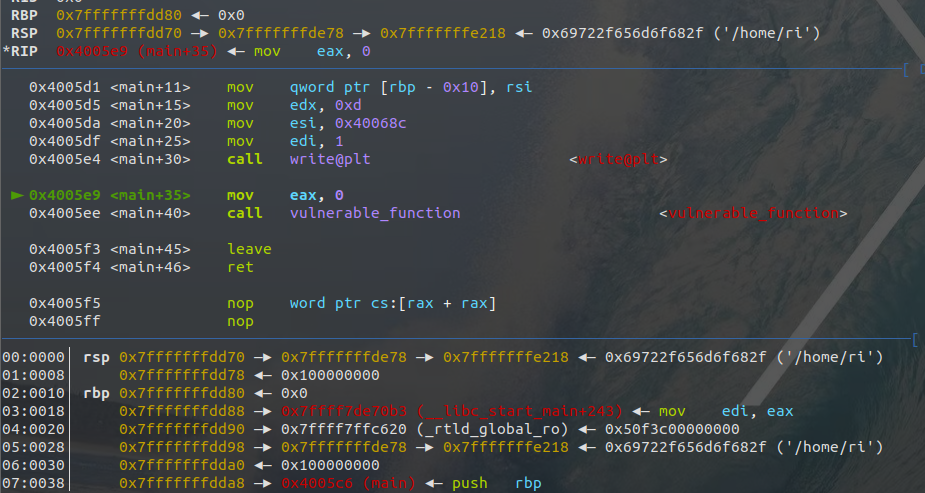 RBP  0x7fffffffdd80 ◂— 0x0
RSP  0x7fffffffdd70 —▸ 0x7fffffffde78 —▸ 0x7fffffffe218 ◂— 0x69722f656d6f682f ('/home/ri')
*RIP  0x4005e9 (main+35) ◂— mov    eax, 0
0x4005d1 <main+11>    mov    qword ptr [rbp - 0x10], rsi
0x4005d5 <main+15>    mov    edx, 0xd
0x4005da <main+20>    mov    esi, 0x40068c
0x4005df <main+25>    mov    edi, 1
0x4005e4 <main+30>    call   write@plt                      <write@plt>
► 0x4005e9 <main+35>    mov    eax, 0
0x4005ee <main+40>    call   vulnerable_function                      <vulnerable_function>
0x4005f3 <main+45>    leave
0x4005f4 <main+46>    ret
0x4005f5              nop    word ptr cs:[rax + rax]
0x4005ff              nop
00:0000│ rsp 0x7fffffffdd70 —▸ 0x7fffffffde78 —▸ 0x7fffffffe218 ◂— 0x69722f656d6f682f ('/home/ri')
01:0008│     0x7fffffffdd78 ◂— 0x100000000
02:0010│ rbp 0x7fffffffdd80 ◂— 0x0
03:0018│     0x7fffffffdd88 —▸ 0x7ffff7de70b3 (__libc_start_main+243) ◂— mov    edi, eax
04:0020│     0x7fffffffdd90 —▸ 0x7ffff7ffc620 (_rtld_global_ro) ◂— 0x50f3c00000000
05:0028│     0x7fffffffdd98 —▸ 0x7fffffffde78 —▸ 0x7fffffffe218 ◂— 0x69722f656d6f682f ('/home/ri')
06:0030│     0x7fffffffdda0 ◂— 0x100000000
07:0038│     0x7fffffffdda8 —▸ 0x4005c6 (main) ◂— push   rbp